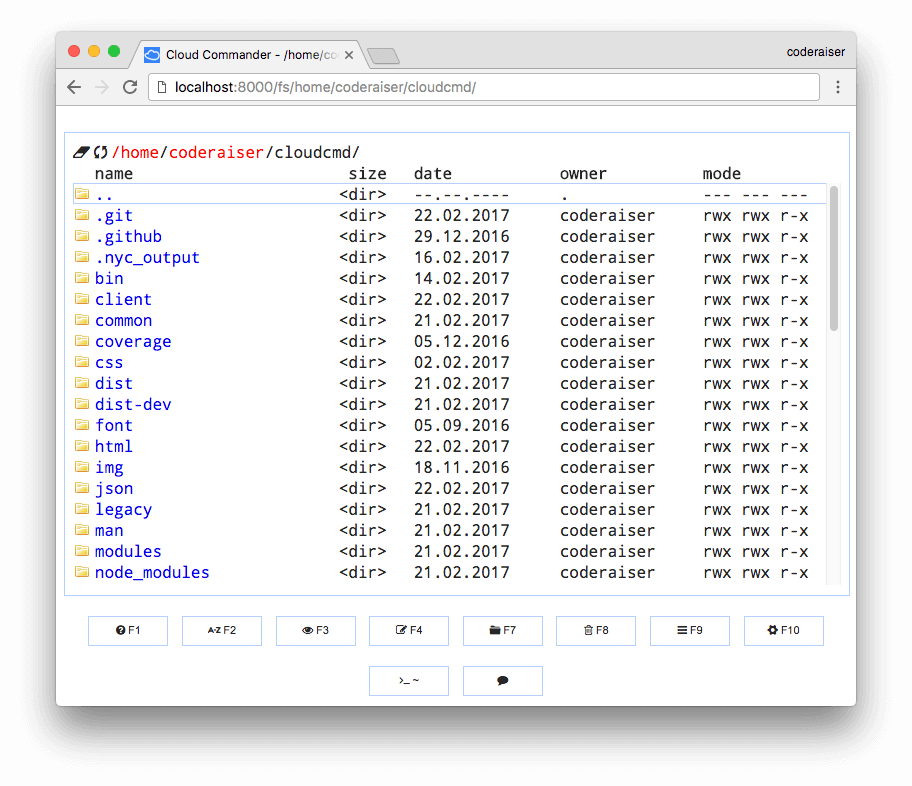 Cloud Commander - /home/co
coderaiser
localhost:8000/fs/home/coderaiser/cloudcmd/
/home/coderaiser/cloudcmd/
name size date owner mode
.. <dir> --.--.---- . --- --- ---
.git <dir> 22.02.2017 coderaiser rwx rwx r-x
.github <dir> 29.12.2016 coderaiser rwx rwx r-x
.nyc_output <dir> 16.02.2017 coderaiser rwx rwx r-x
bin <dir> 14.02.2017 coderaiser rwx rwx r-x
client <dir> 22.02.2017 coderaiser rwx rwx r-x
common <dir> 21.02.2017 coderaiser rwx rwx r-x
coverage <dir> 05.12.2016 coderaiser rwx rwx r-x
css <dir> 02.02.2017 coderaiser rwx rwx r-x
dist <dir> 21.02.2017 coderaiser rwx rwx r-x
dist-dev <dir> 21.02.2017 coderaiser rwx rwx r-x
font <dir> 05.09.2016 coderaiser rwx rwx r-x
html <dir> 22.02.2017 coderaiser rwx rwx r-x
img <dir> 18.11.2016 coderaiser rwx rwx r-x
json <dir> 22.02.2017 coderaiser rwx rwx r-x
legacy <dir> 21.02.2017 coderaiser rwx rwx r-x
man <dir> 21.02.2017 coderaiser rwx rwx r-x
modules <dir> 21.02.2017 coderaiser rwx rwx r-x
node_modules <dir> 21.02.2017 coderaiser rwx rwx r-x
F1 A-Z F2 F3 F4 F7 F8 F9 F10
>_ ~